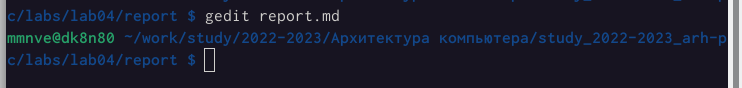 c/labs/lab04/report $ gedit report.md
mmnve@dk8n80 ~/work/study/2022-2023/Архитектура компьютера/study_2022-2023_arh-p
c/labs/lab04/report $